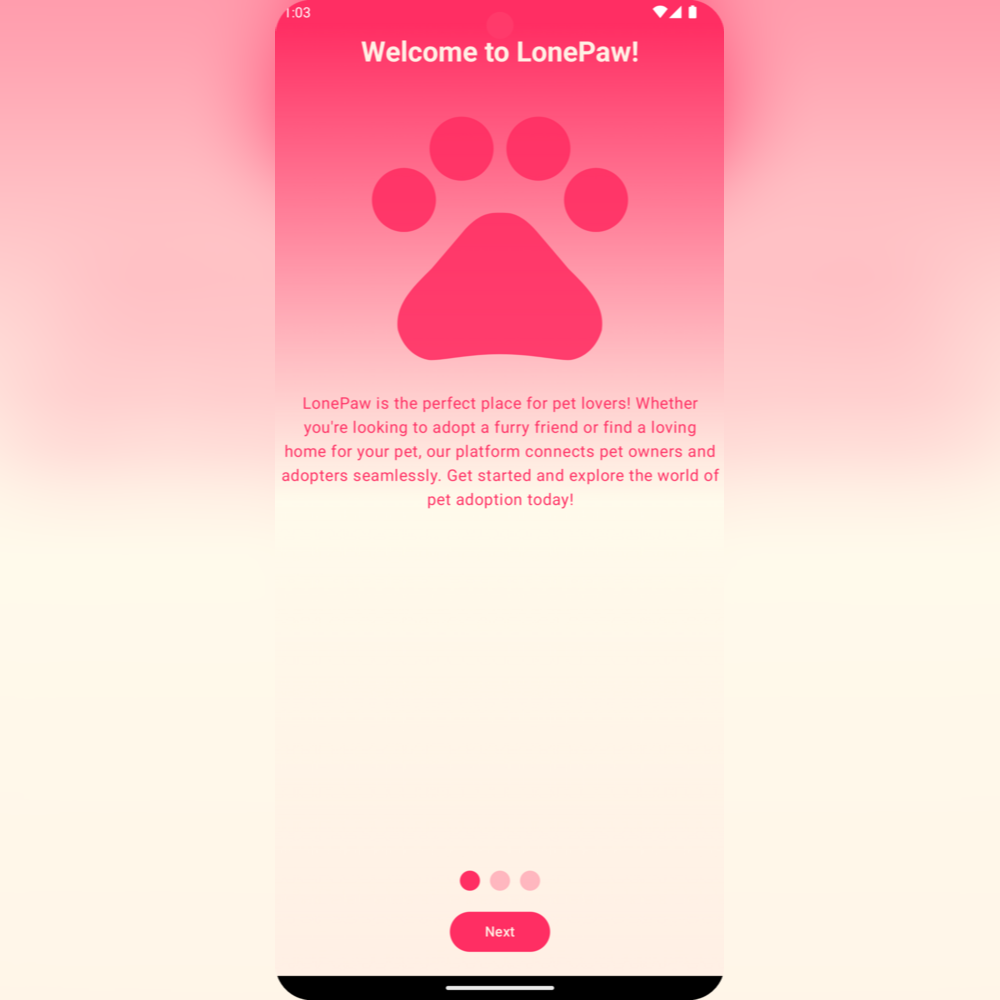 1:03
Welcome to LonePaw!
LonePaw is the perfect place for pet lovers! Whether
you're looking to adopt a furry friend or find a loving
home for your pet, our platform connects pet owners and
adopters seamlessly. Get started and explore the world of
pet adoption today!
Next